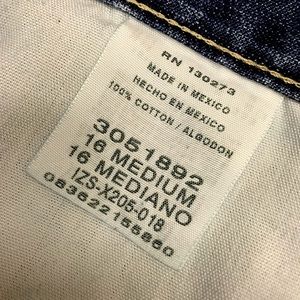 RN 130273
MADE IN MEXICO
HECHO EN MEXICO
100% COTTON / ALGODON
3051892
16 MEDIUM
16 MEDIANO
IZS-X205-018
053522155860